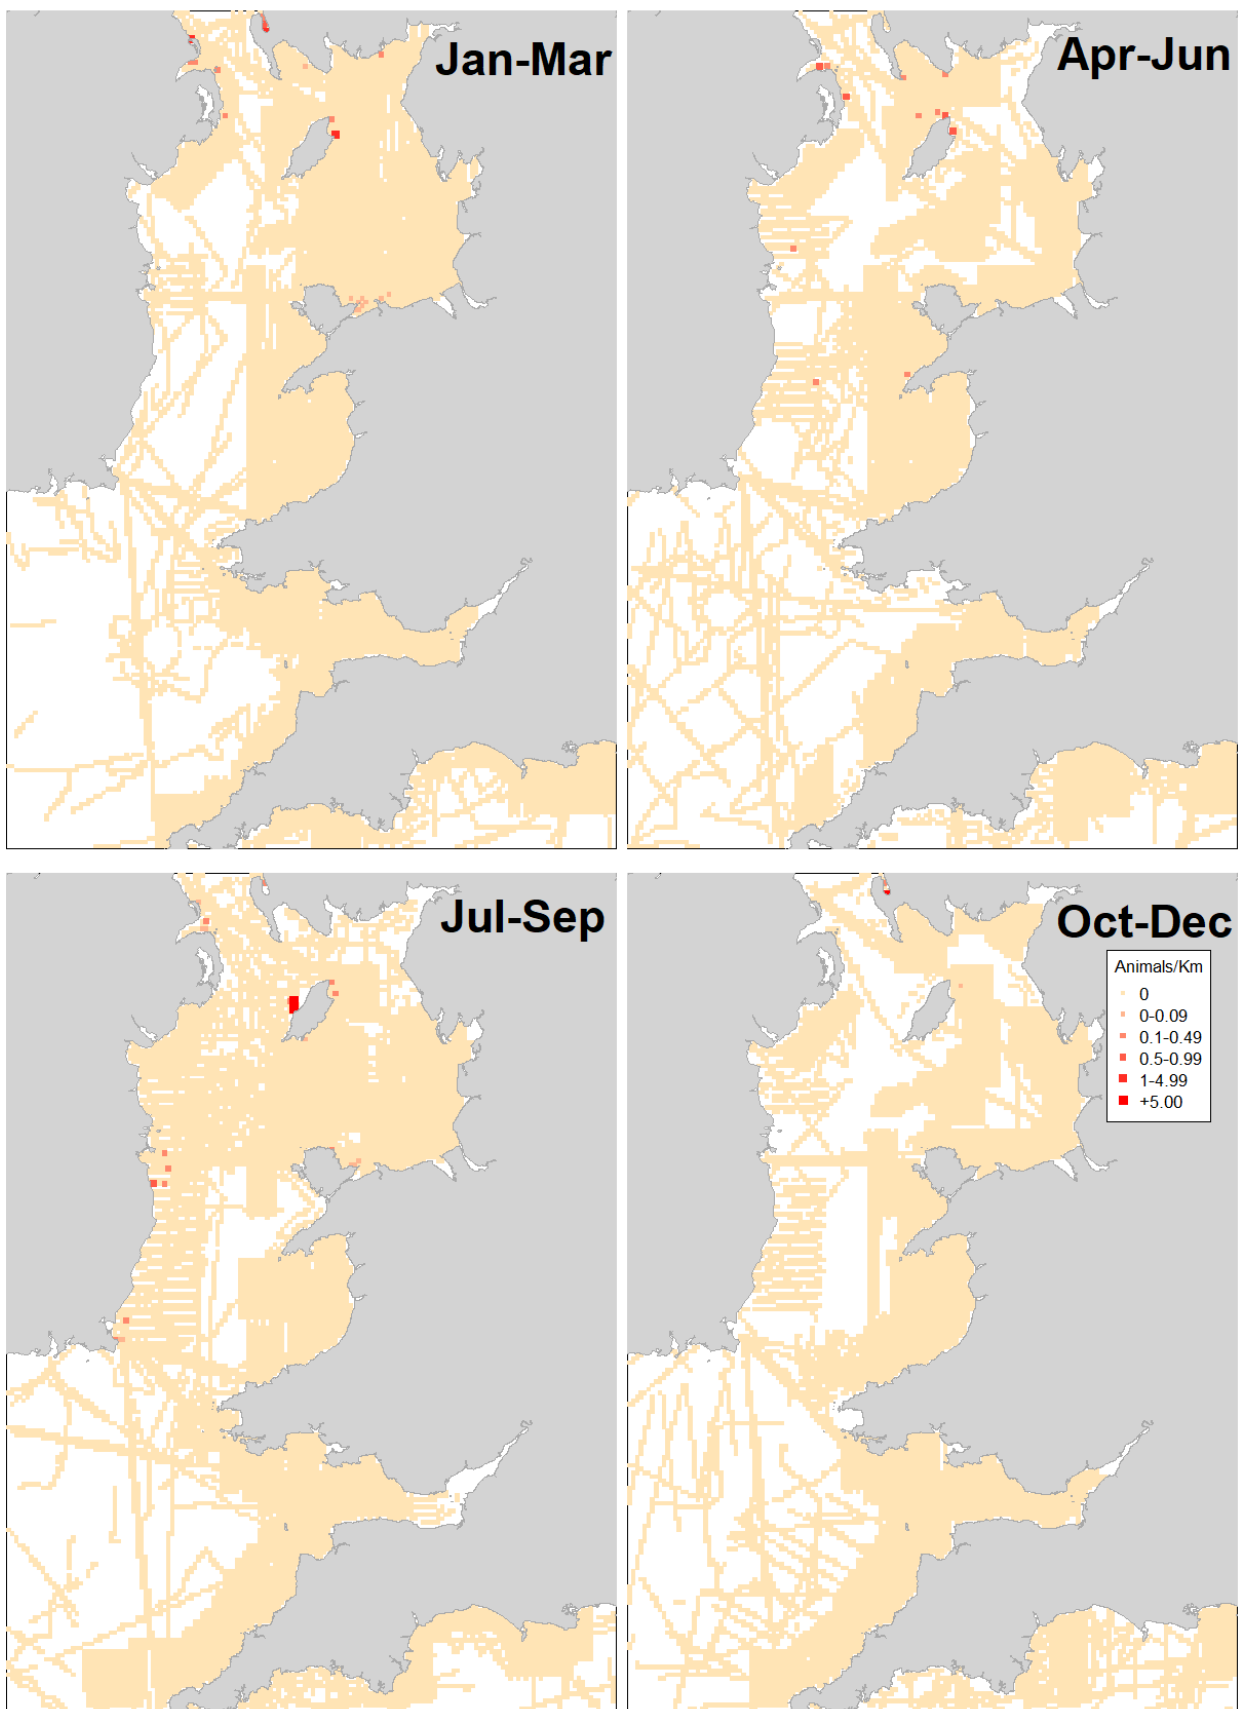 Jan-Mar
Apr-Jun
Jul-Sep
Oct-Dec
Animals/Km
0
0-0.09
0.1-0.49
0.5-0.99
1-4.99
+5.00